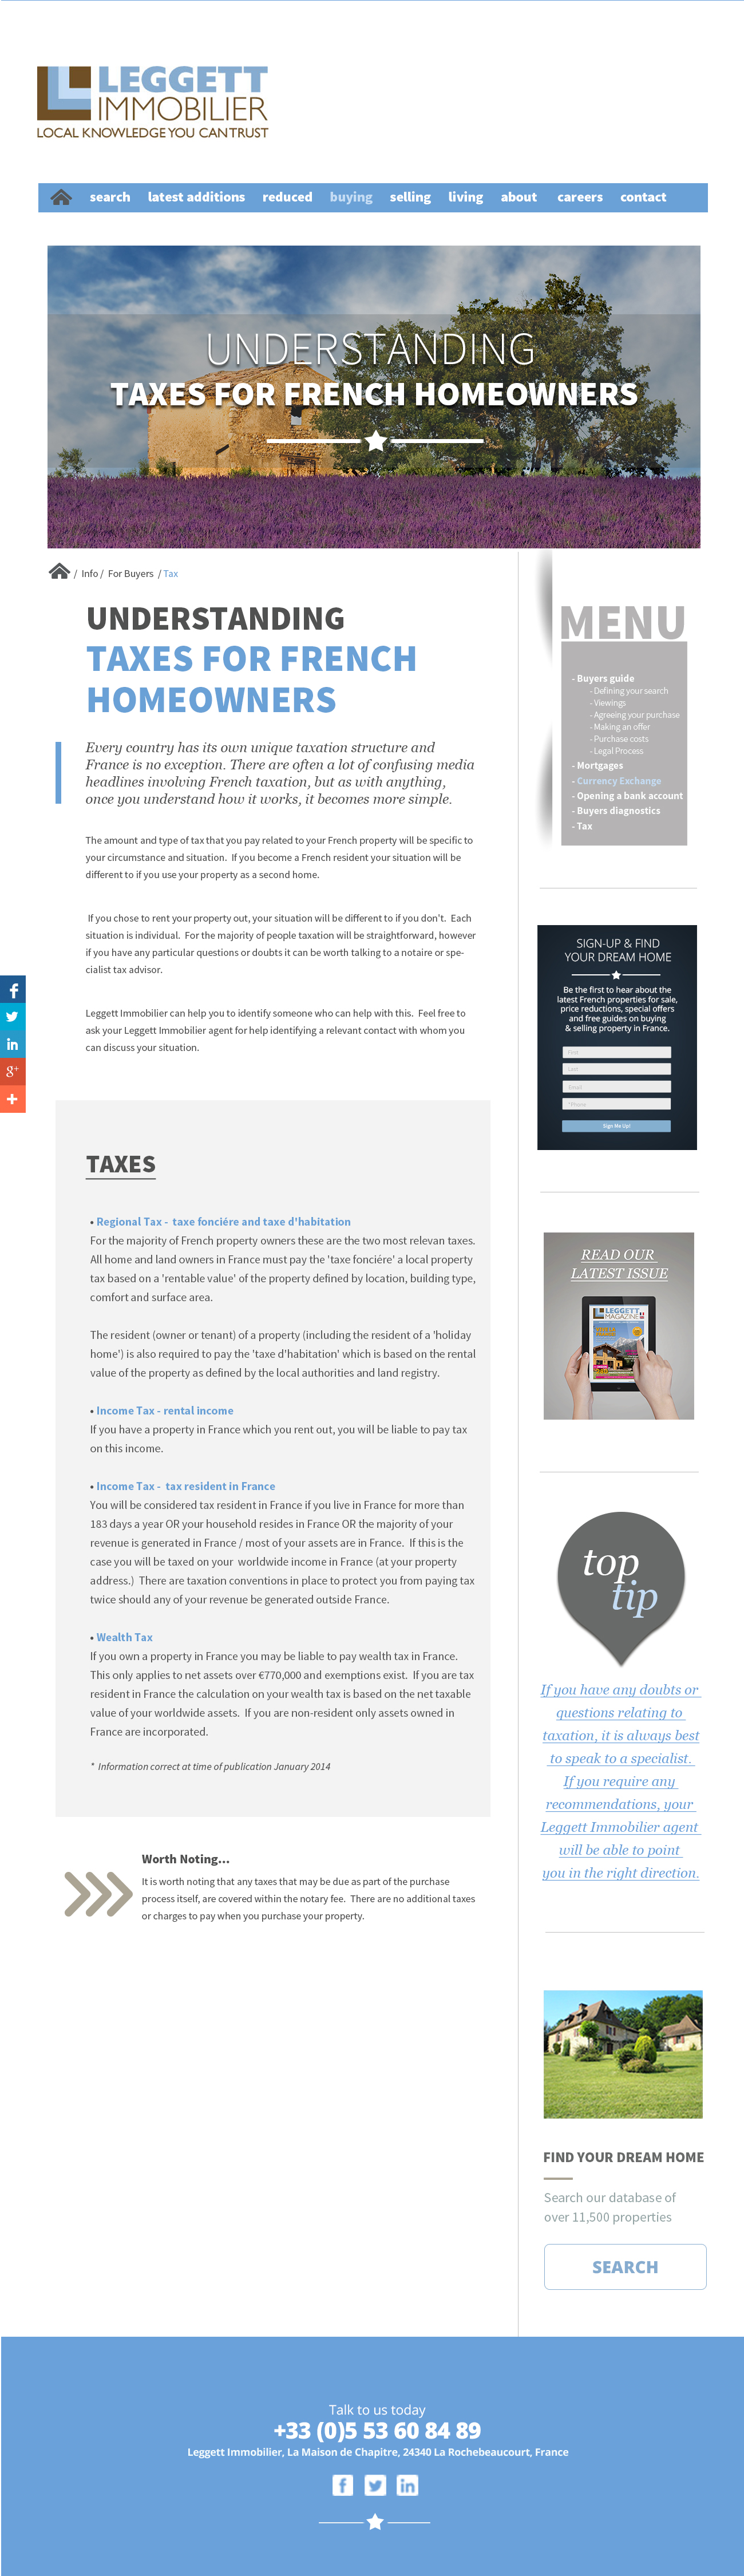 LEGGETT
IMMOBILIER
LOCAL KNOWLEDGE YOU CAN TRUST
search latest additions reduced buying selling living about careers contact
UNDERSTANDING
TAXES FOR FRENCH HOMEOWNERS
/ Info / For Buyers / Tax
UNDERSTANDING
TAXES FOR FRENCH
HOMEOWNERS
Every country has its own unique taxation structure and
France is no exception. There are often a lot of confusing media
headlines involving French taxation, but as with anything,
once you understand how it works, it becomes more simple.
The amount and type of tax that you pay related to your French property will be specific to
your circumstance and situation. If you become a French resident your situation will be
different to if you use your property as a second home.
If you chose to rent your property out, your situation will be different to if you don't. Each
situation is individual. For the majority of people taxation will be straightforward, however
if you have any particular questions or doubts it can be worth talking to a notaire or spe-
cialist tax advisor.
Leggett Immobilier can help you to identify someone who can help with this. Feel free to
ask your Leggett Immobilier agent for help identifying a relevant contact with whom you
can discuss your situation.
TAXES
• Regional Tax - taxe fonciére and taxe d'habitation
For the majority of French property owners these are the two most relevan taxes.
All home and land owners in France must pay the 'taxe fonciére' a local property
tax based on a 'rentable value' of the property defined by location, building type,
comfort and surface area.
The resident (owner or tenant) of a property (including the resident of a 'holiday
home') is also required to pay the 'taxe d'habitation' which is based on the rental
value of the property as defined by the local authorities and land registry.
• Income Tax - rental income
If you have a property in France which you rent out, you will be liable to pay tax
on this income.
• Income Tax - tax resident in France
You will be considered tax resident in France if you live in France for more than
183 days a year OR your household resides in France OR the majority of your
revenue is generated in France / most of your assets are in France. If this is the
case you will be taxed on your worldwide income in France (at your property
address.) There are taxation conventions in place to protect you from paying tax
twice should any of your revenue be generated outside France.
• Wealth Tax
If you own a property in France you may be liable to pay wealth tax in France.
This only applies to net assets over €770,000 and exemptions exist. If you are tax
resident in France the calculation on your wealth tax is based on the net taxable
value of your worldwide assets. If you are non-resident only assets owned in
France are incorporated.
* Information correct at time of publication January 2014
Worth Noting...
It is worth noting that any taxes that may be due as part of the purchase
process itself, are covered within the notary fee. There are no additional taxes
or charges to pay when you purchase your property.
MENU
- Buyers guide
- Defining your search
- Viewings
- Agreeing your purchase
- Making an offer
- Purchase costs
- Legal Process
- Mortgages
- Currency Exchange
- Opening a bank account
- Buyers diagnostics
- Tax
SIGN-UP & FIND
YOUR DREAM HOME
Be the first to hear about the
latest French properties for sale,
price reductions, special offers
and free guides on buying
& selling property in France.
First
Last
Email
*Phone
Sign Me Up!
READ OUR
LATEST ISSUE
LEGGETT
MAGAZINE
top
tip
If you have any doubts or
questions relating to
taxation, it is always best
to speak to a specialist.
If you require any
recommendations, your
Leggett Immobilier agent
will be able to point
you in the right direction.
FIND YOUR DREAM HOME
Search our database of
over 11,500 properties
SEARCH
Talk to us today
+33 (0)5 53 60 84 89
Leggett Immobilier, La Maison de Chapitre, 24340 La Rochebeaucourt, France